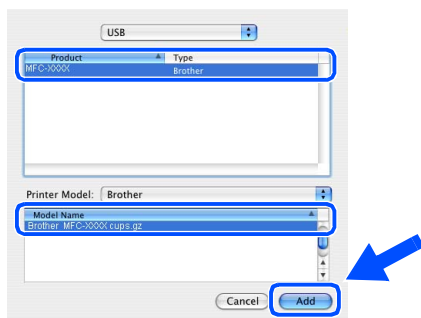 USB
Product Type
MFC-XXXX Brother
Printer Model: Brother
Model Name
Brother MFC-XXXX cups.gz
Cancel Add